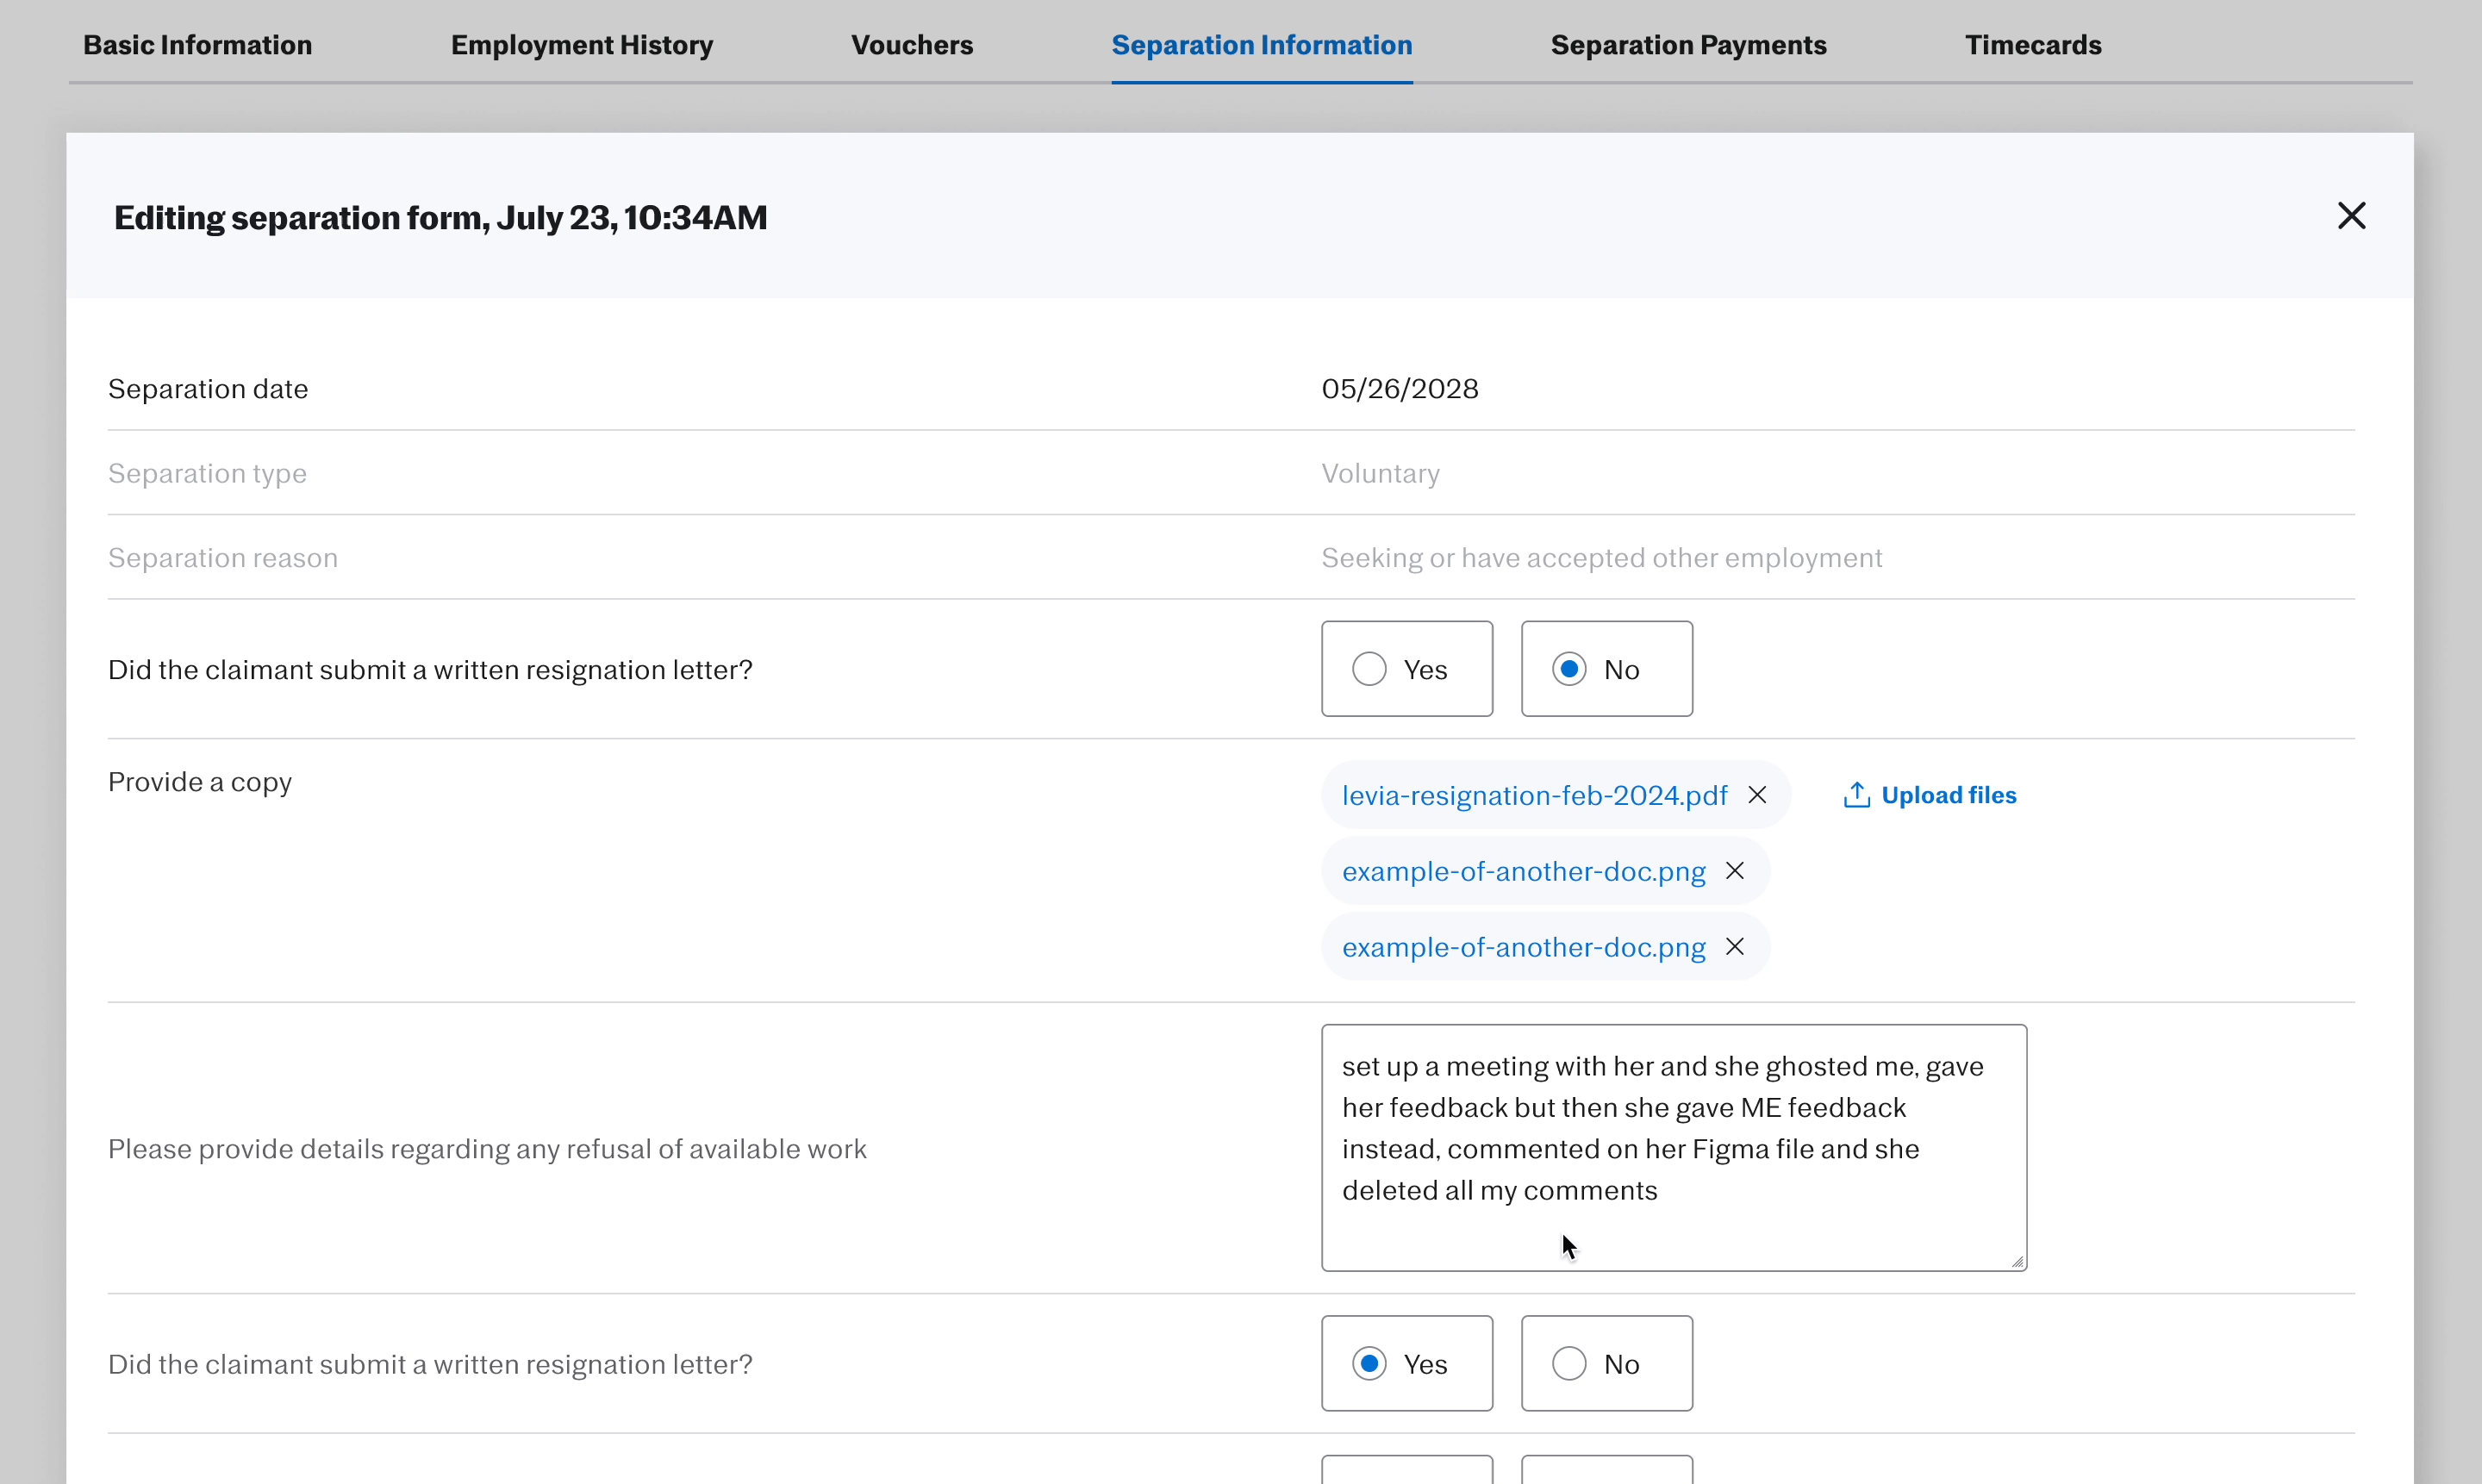 Basic Information
Employment History
Vouchers
Separation Information
Separation Payments
Timecards
Editing separation form, July 23, 10:34AM
Separation date
05/26/2028
Separation type
Voluntary
Separation reason
Seeking or have accepted other employment
Did the claimant submit a written resignation letter?
Yes
No
Provide a copy
levia-resignation-feb-2024.pdf
Upload files
example-of-another-doc.png
example-of-another-doc.png
Please provide details regarding any refusal of available work
set up a meeting with her and she ghosted me, gave
her feedback but then she gave ME feedback
instead, commented on her Figma file and she
deleted all my comments
Did the claimant submit a written resignation letter?
Yes
No